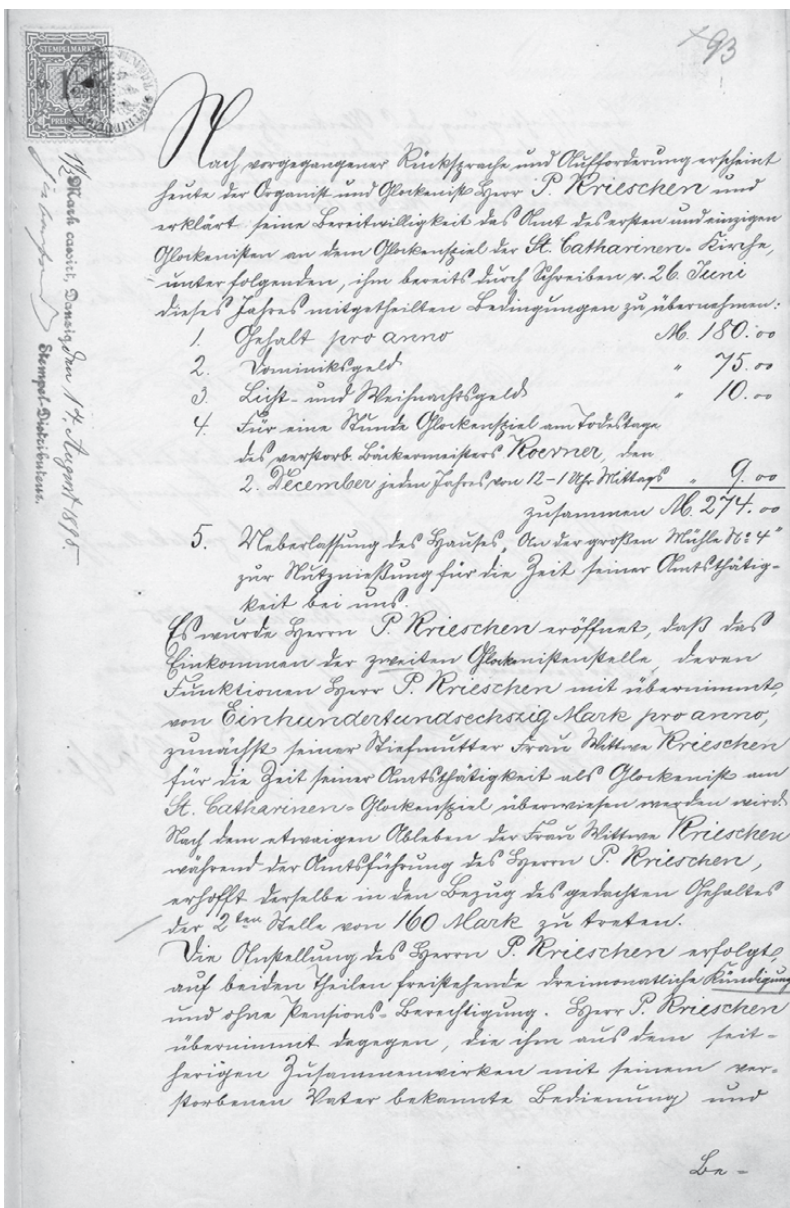 93
STEMPELMARKE
PREUSSEN
1½ Mark cassirt, Danzig, den 14. August 1895.
Stempel-Distributeur.
Nach vorgegangener Rücksprache und Aufforderung erscheint
heute der Organist und Glockenist Herr P. Krieschen und
erklärt seine Bereitwilligkeit das Amt des ersten und einzigen
Glockenisten an dem Glockenspiel der St. Catharinen-Kirche,
unter folgenden, ihm bereits durch Schreiben v. 26. Juni
dieses Jahres mitgetheilten Bedingungen zu übernehmen:
1. Gehalt pro anno M. 180.00
2. Dominiksgeld " 75.00
3. Licht- und Weihnachtsgeld " 10.00
4. Für eine Stunde Glockenspiel am Todestage
des verstorb. Bäckermeisters Koerner, den
2. December jeden Jahres, von 12-1 Uhr Mittags " 9.00
zusammen M. 274.00
5. Ueberlassung des Hauses "An der großen Mühle No: 4"
zur Nutznießung für die Zeit seiner Amtsthätig-
keit bei uns.
Es wurde Herrn P. Krieschen eröffnet, daß das
Einkommen der zweiten Glockenistenstelle, deren
Funktionen Herr P. Krieschen mit übernimmt,
von Einhundertundsechszig Mark pro anno,
zunächst seiner Stiefmutter Frau Wittwe Krieschen
für die Zeit seiner Amtsthätigkeit als Glockenist am
St. Catharinen-Glockenspiel überwiesen werden wird.
Nach dem etwaigen Ableben der Frau Wittwe Krieschen
während der Amtsführung des Herrn P. Krieschen,
erhofft derselbe in den Bezug des gedachten Gehaltes
der 2ten Stelle von 160 Mark zu treten.
Die Anstellung des Herrn P. Krieschen erfolgt,
auf beiden Theilen freistehende dreimonatliche Kündigung
und ohne Pensions-Berechtigung. Herr P. Krieschen
übernimmt dagegen, die ihm aus dem seit-
herigen Zusammenwirken mit seinem ver-
storbenen Vater bekannte Bedienung und
Be-